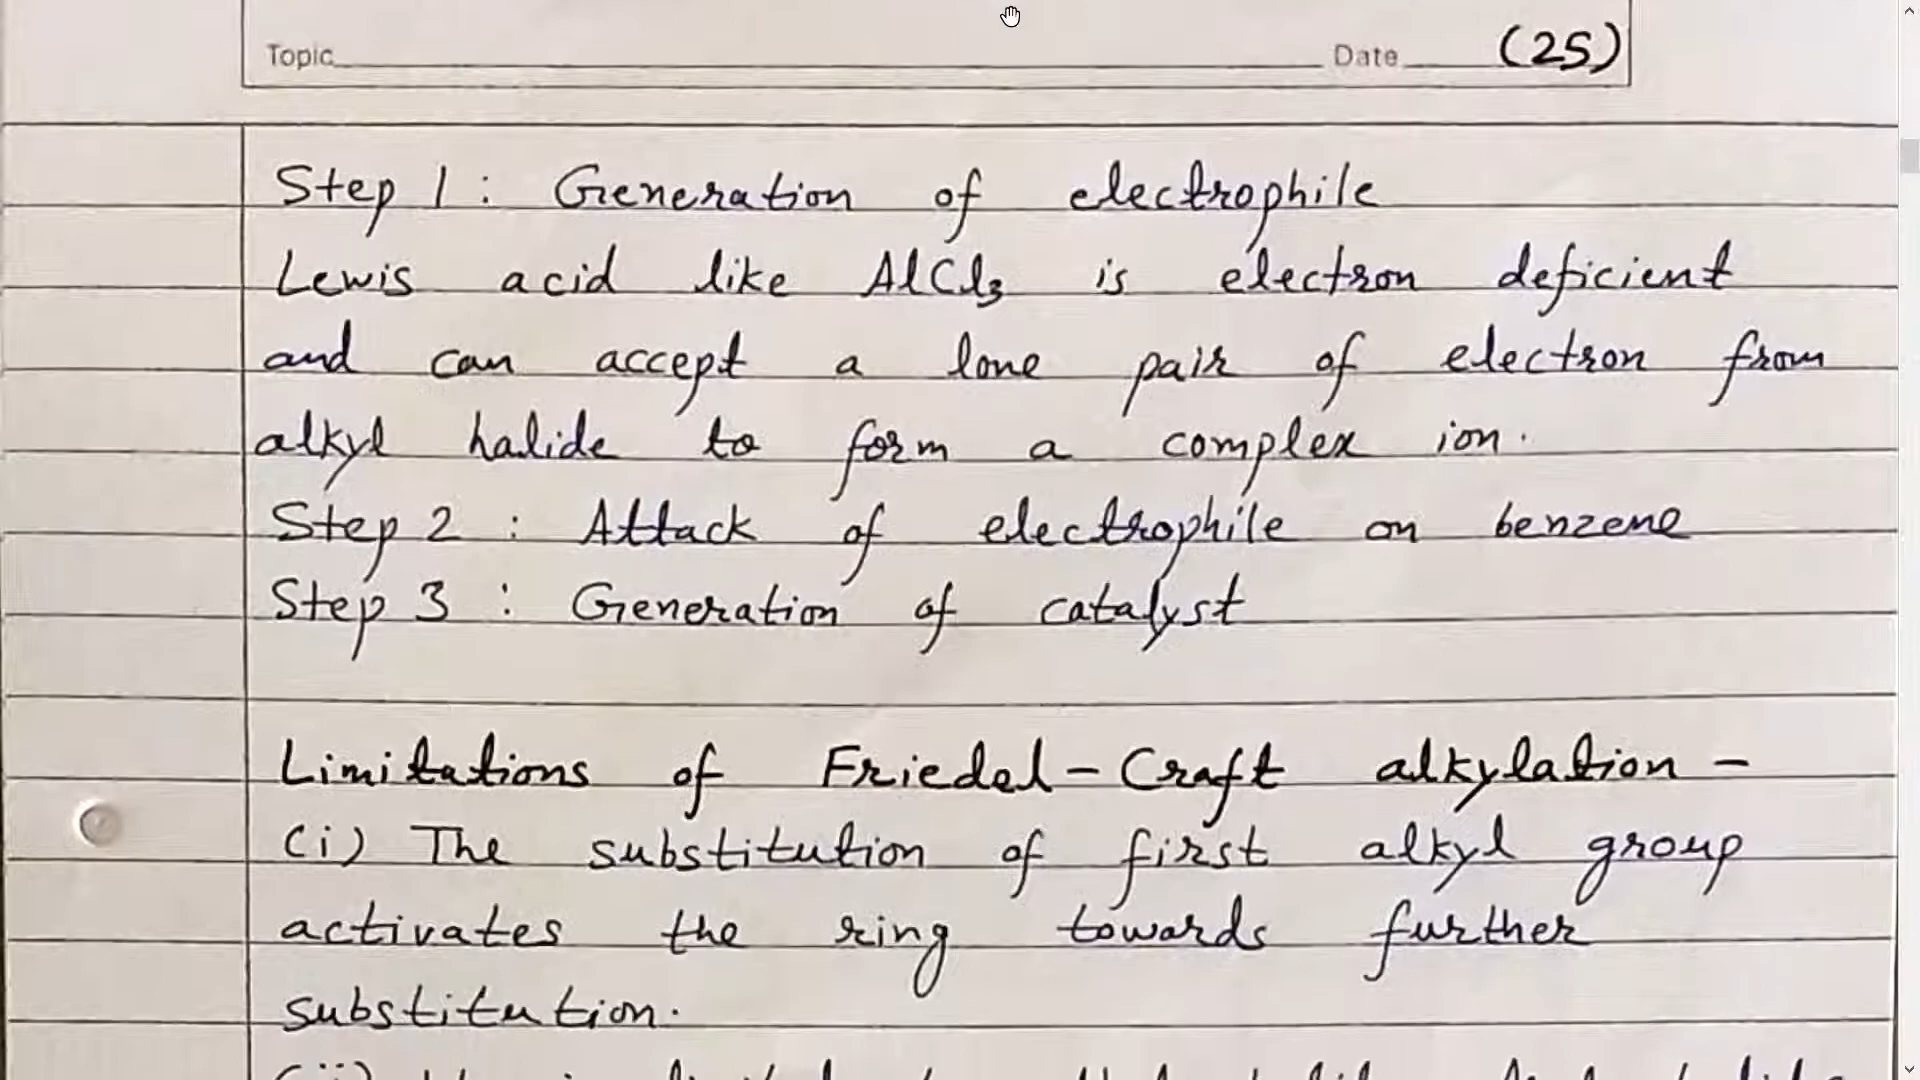 Topic Date (25)
Step 1 : Generation of electrophile
Lewis acid like AlCl3 is electron deficient
and can accept a lone pair of electron from
alkyl halide to form a complex ion.
Step 2 : Attack of electrophile on benzene
Step 3 : Generation of catalyst
Limitations of Friedel-Craft alkylation -
(i) The substitution of first alkyl group
activates the ring towards further
substitution.
(ii)